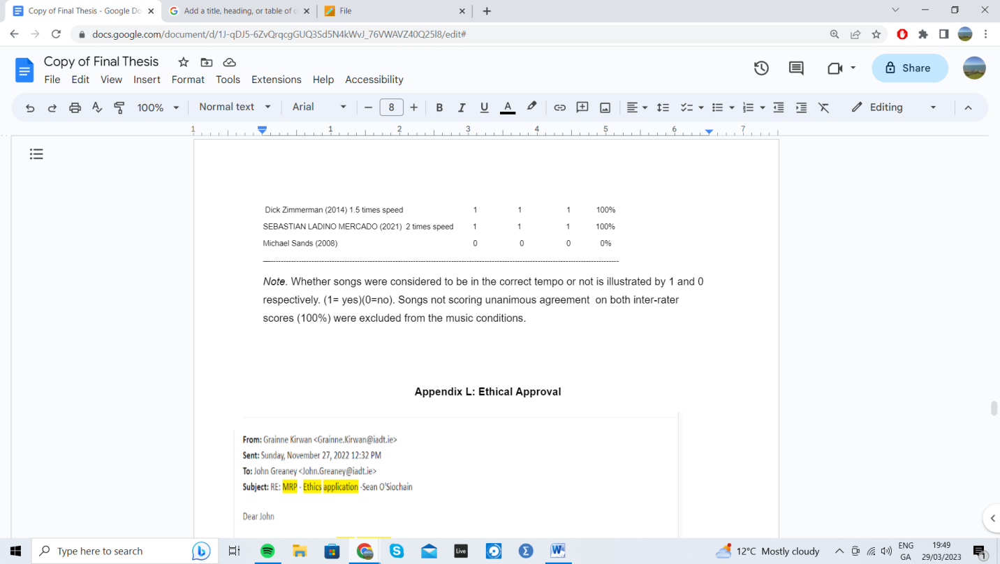 Copy of Final Thesis - Google Do
Add a title, heading, or table of c
File
docs.google.com/document/d/1J-qDJ5-6ZvQrqcgGUQ3Sd5N4kWvJ_76VWAVZ40Q25l8/edit#
Copy of Final Thesis
File Edit View Insert Format Tools Extensions Help Accessibility
Share
100% Normal text Arial 8 B I U A Editing
1 1 2 3 4 5 6 7
Dick Zimmerman (2014) 1.5 times speed 1 1 1 100%
SEBASTIAN LADINO MERCADO (2021) 2 times speed 1 1 1 100%
Michael Sands (2008) 0 0 0 0%
Note. Whether songs were considered to be in the correct tempo or not is illustrated by 1 and 0
respectively. (1= yes)(0=no). Songs not scoring unanimous agreement on both inter-rater
scores (100%) were excluded from the music conditions.
Appendix L: Ethical Approval
From: Grainne Kirwan <Grainne.Kirwan@iadt.ie>
Sent: Sunday, November 27, 2022 12:32 PM
To: John Greaney <John.Greaney@iadt.ie>
Subject: RE: MRP - Ethics application -Sean O'Siochain
Dear John
Type here to search
Live
12°C Mostly cloudy
ENG
GA
19:49
29/03/2023
1